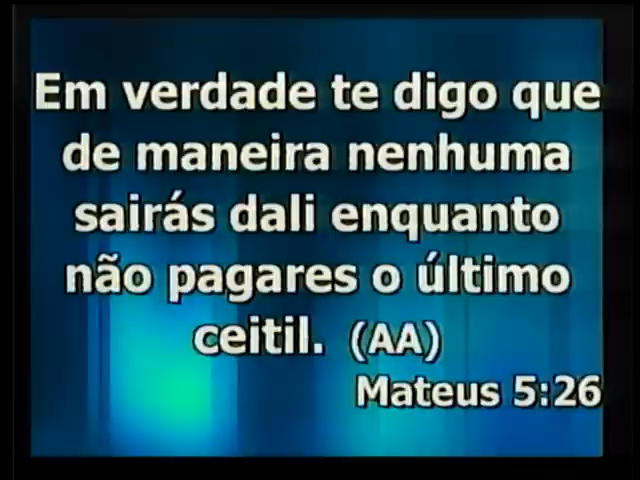 Em verdade te digo que
de maneira nenhuma
sairás dali enquanto
não pagares o último
ceitil. (AA)
Mateus 5:26